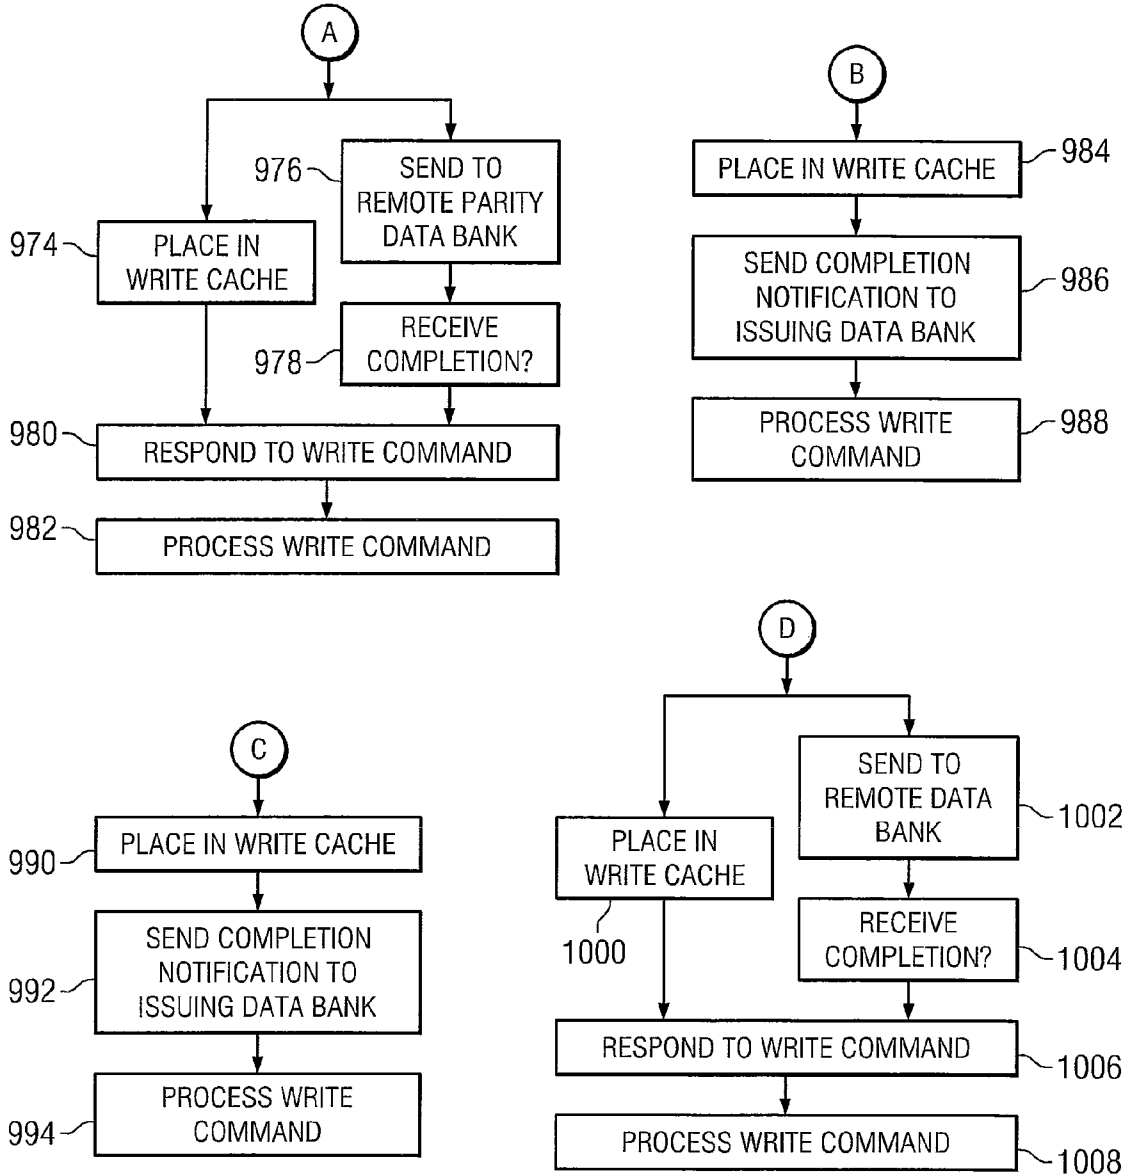 A
976
SEND TO
REMOTE PARITY
DATA BANK
974
PLACE IN
WRITE CACHE
978
RECEIVE
COMPLETION?
980
RESPOND TO WRITE COMMAND
982
PROCESS WRITE COMMAND
B
PLACE IN WRITE CACHE
984
SEND COMPLETION
NOTIFICATION TO
ISSUING DATA BANK
986
PROCESS WRITE
COMMAND
988
C
990
PLACE IN WRITE CACHE
992
SEND COMPLETION
NOTIFICATION TO
ISSUING DATA BANK
994
PROCESS WRITE
COMMAND
D
SEND TO
REMOTE DATA
BANK
1002
PLACE IN
WRITE CACHE
1000
RECEIVE
COMPLETION?
1004
RESPOND TO WRITE COMMAND
1006
PROCESS WRITE COMMAND
1008